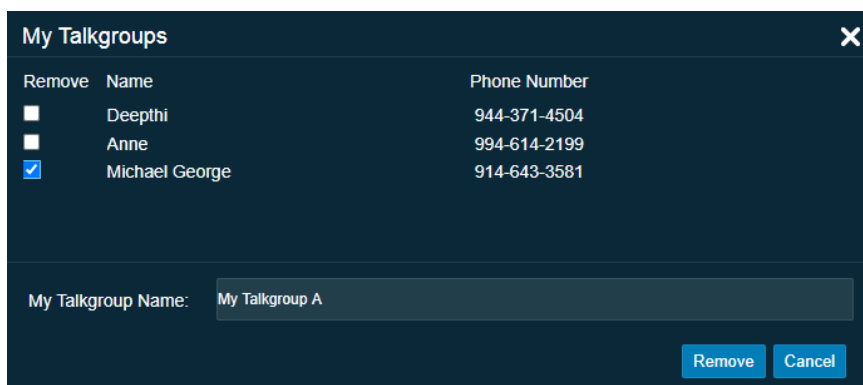 My Talkgroups
Remove Name Phone Number
Deepthi 944-371-4504
Anne 994-614-2199
Michael George 914-643-3581
My Talkgroup Name: My Talkgroup A
Remove Cancel